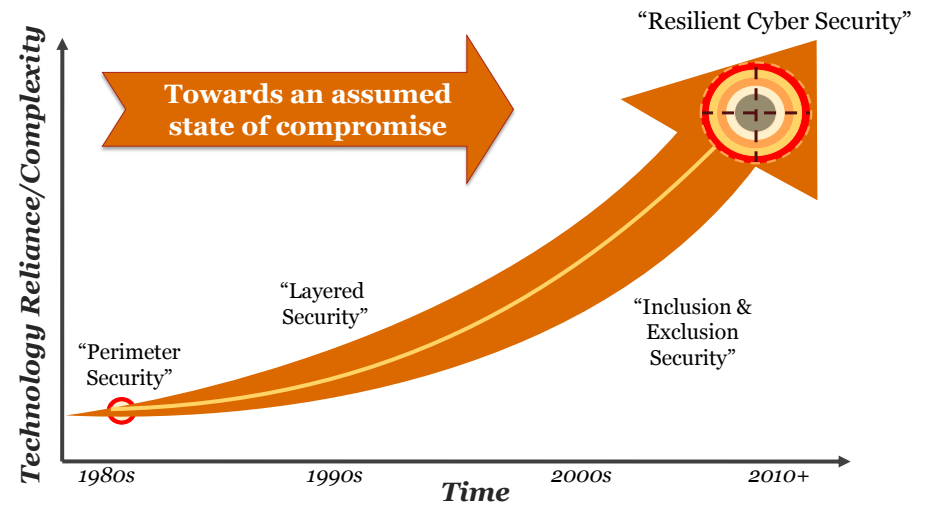 “Resilient Cyber Security”
Towards an assumed
state of compromise
Technology Reliance/Complexity
“Layered
Security”
“Inclusion &
Exclusion
Security”
“Perimeter
Security”
1980s
1990s
2000s
2010+
Time